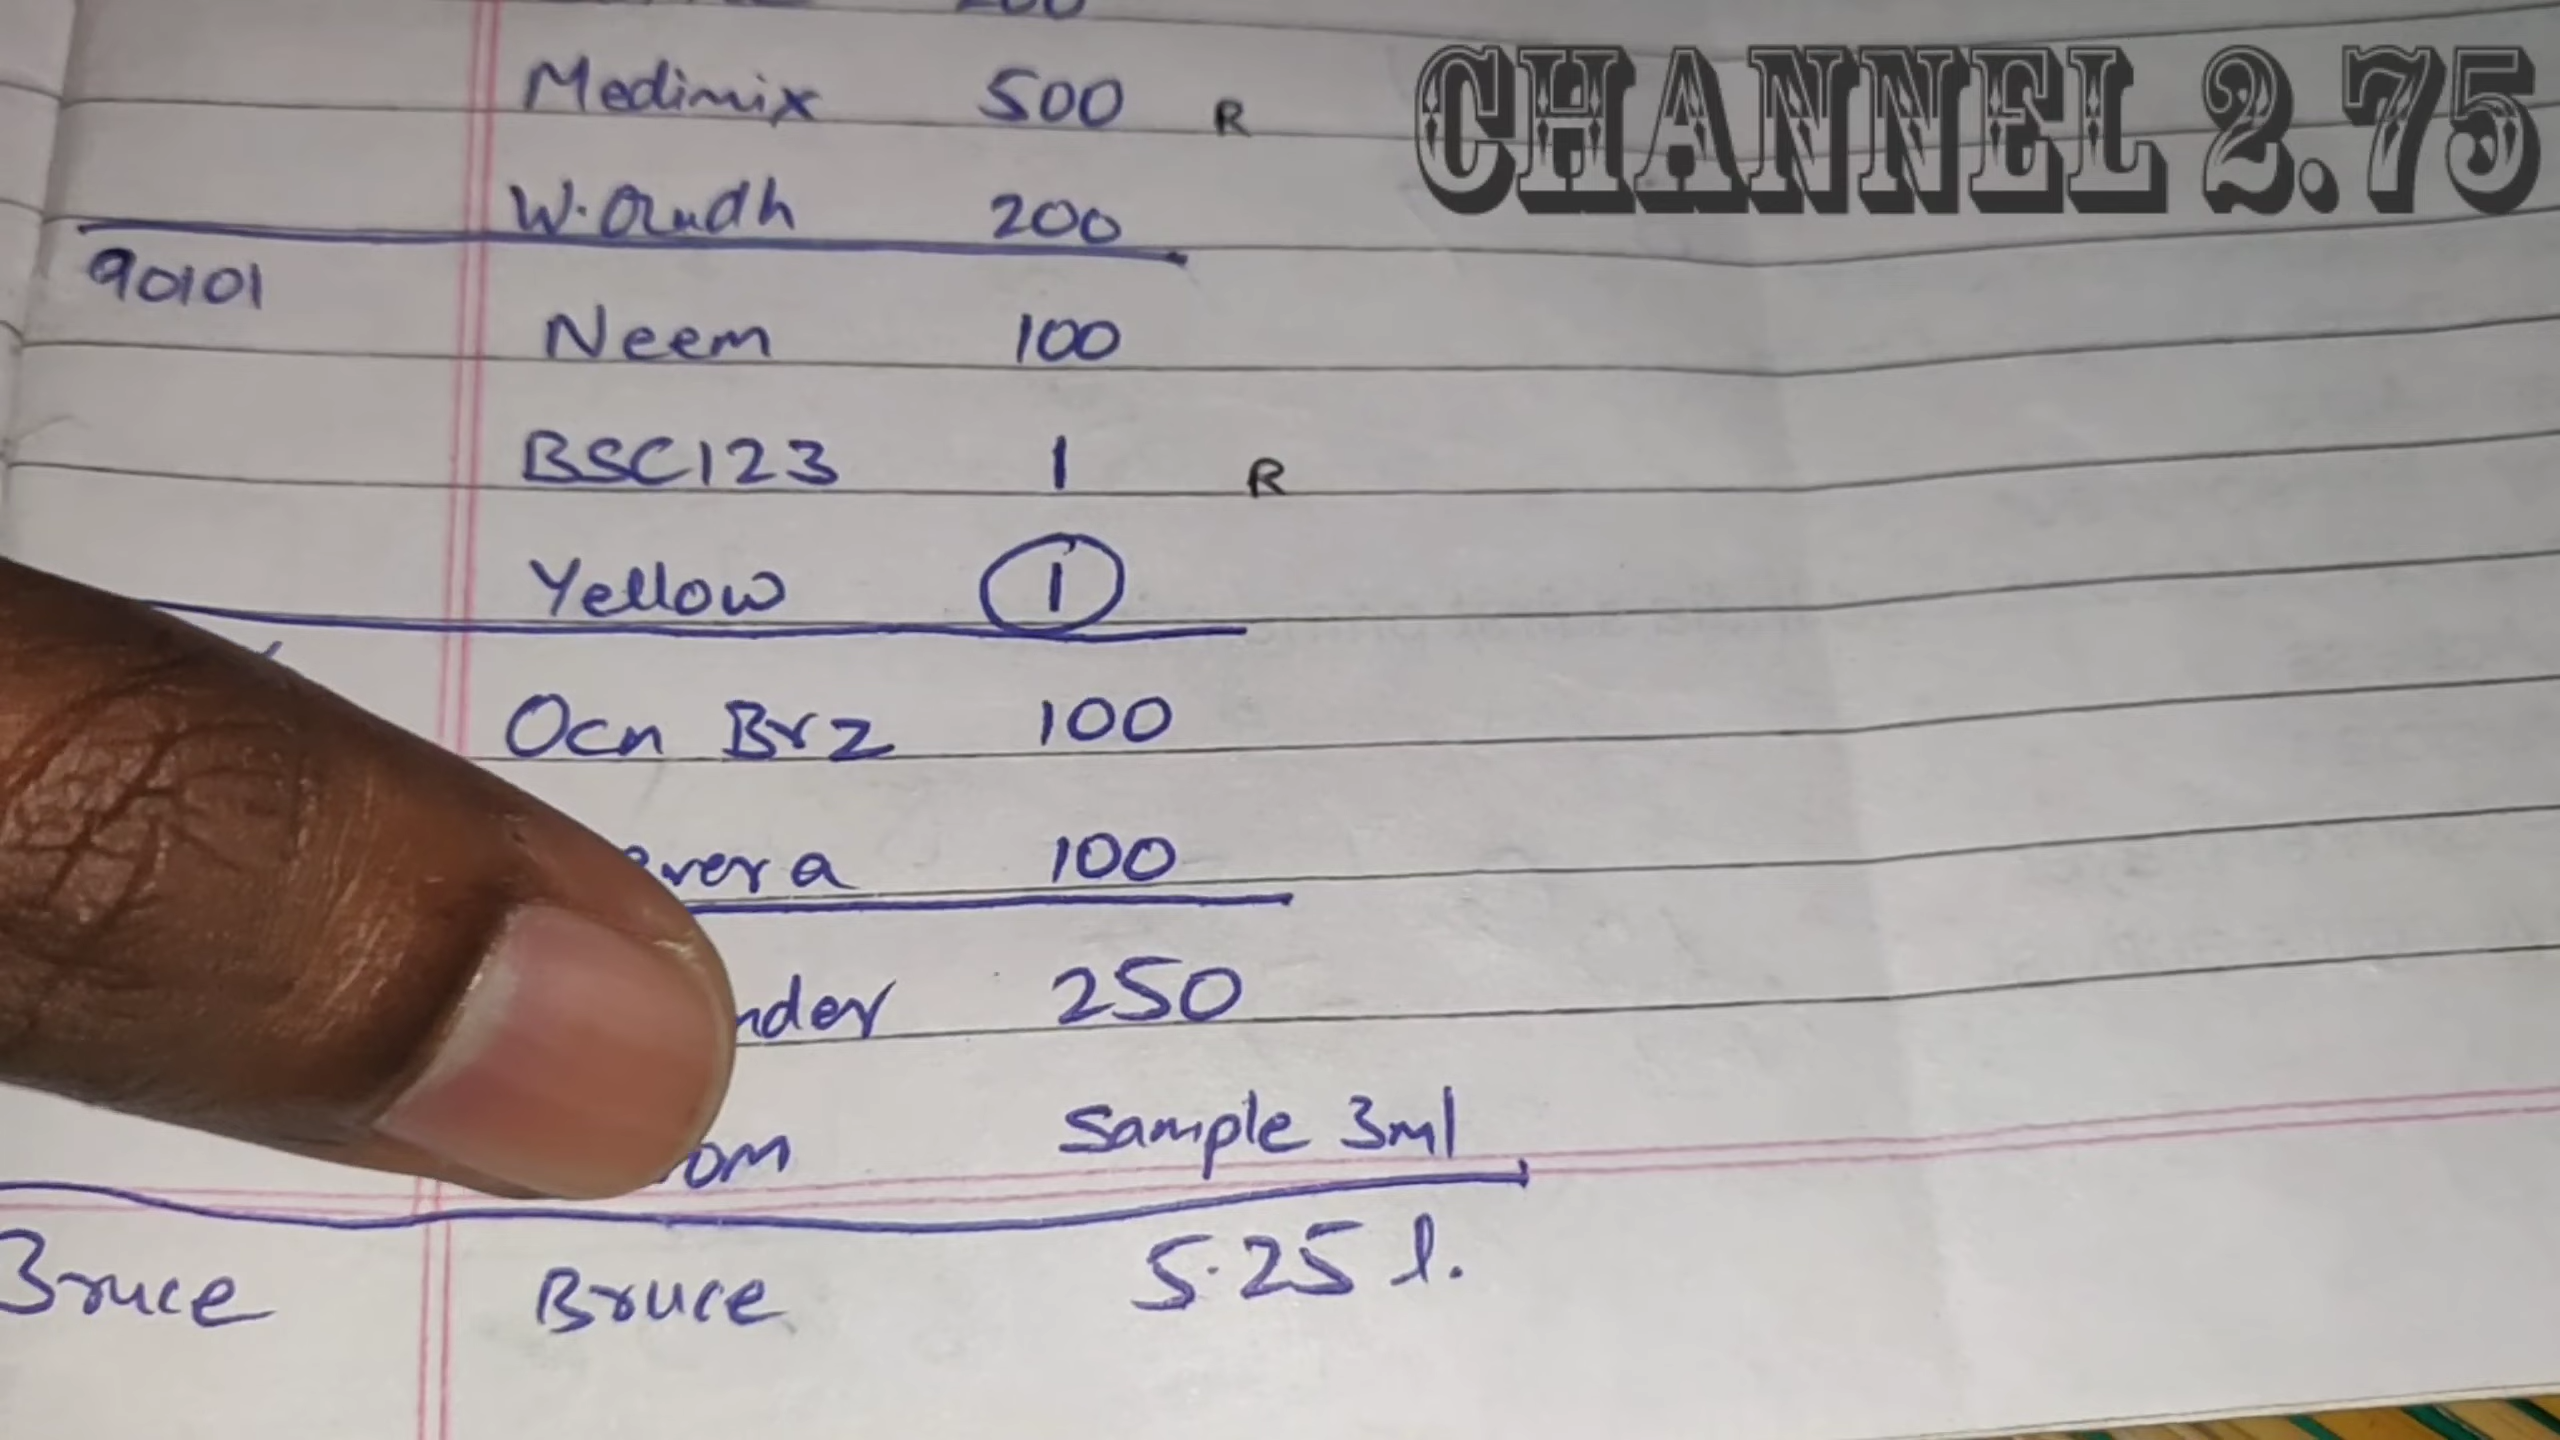 CHANNEL 2.75
Medimix 500 R
W.Oudh 200
90101
Neem 100
BSC123 1 R
Yellow 1
Ocn Brz 100
100
250
Sample 3ml
Bruce Bruce 5.25 l.